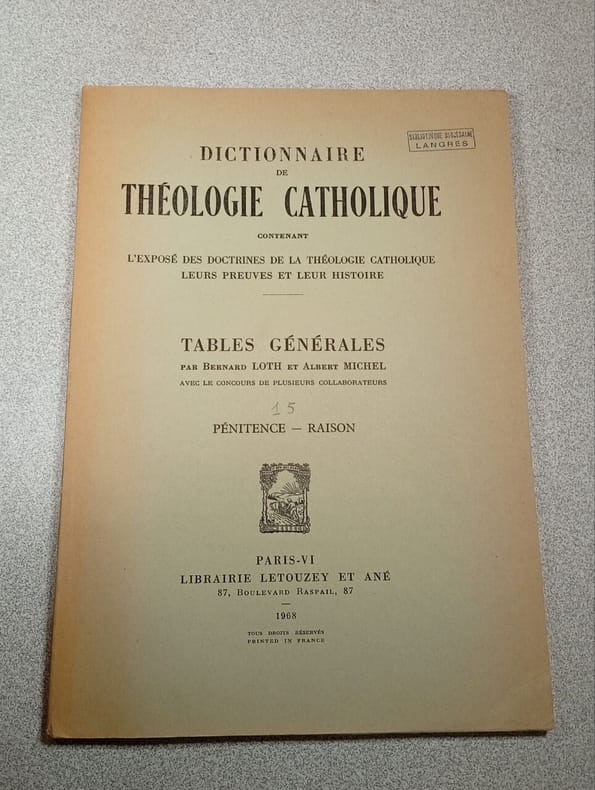 BIBLIOTHÈQUE DIOCÉSAINE
LANGRES
DICTIONNAIRE
DE
THÉOLOGIE CATHOLIQUE
CONTENANT
L'EXPOSÉ DES DOCTRINES DE LA THÉOLOGIE CATHOLIQUE
LEURS PREUVES ET LEUR HISTOIRE
TABLES GÉNÉRALES
PAR BERNARD LOTH ET ALBERT MICHEL
AVEC LE CONCOURS DE PLUSIEURS COLLABORATEURS
15
PÉNITENCE — RAISON
PARIS-VI
LIBRAIRIE LETOUZEY ET ANÉ
87, BOULEVARD RASPAIL, 87
1968
TOUS DROITS RÉSERVÉS
PRINTED IN FRANCE